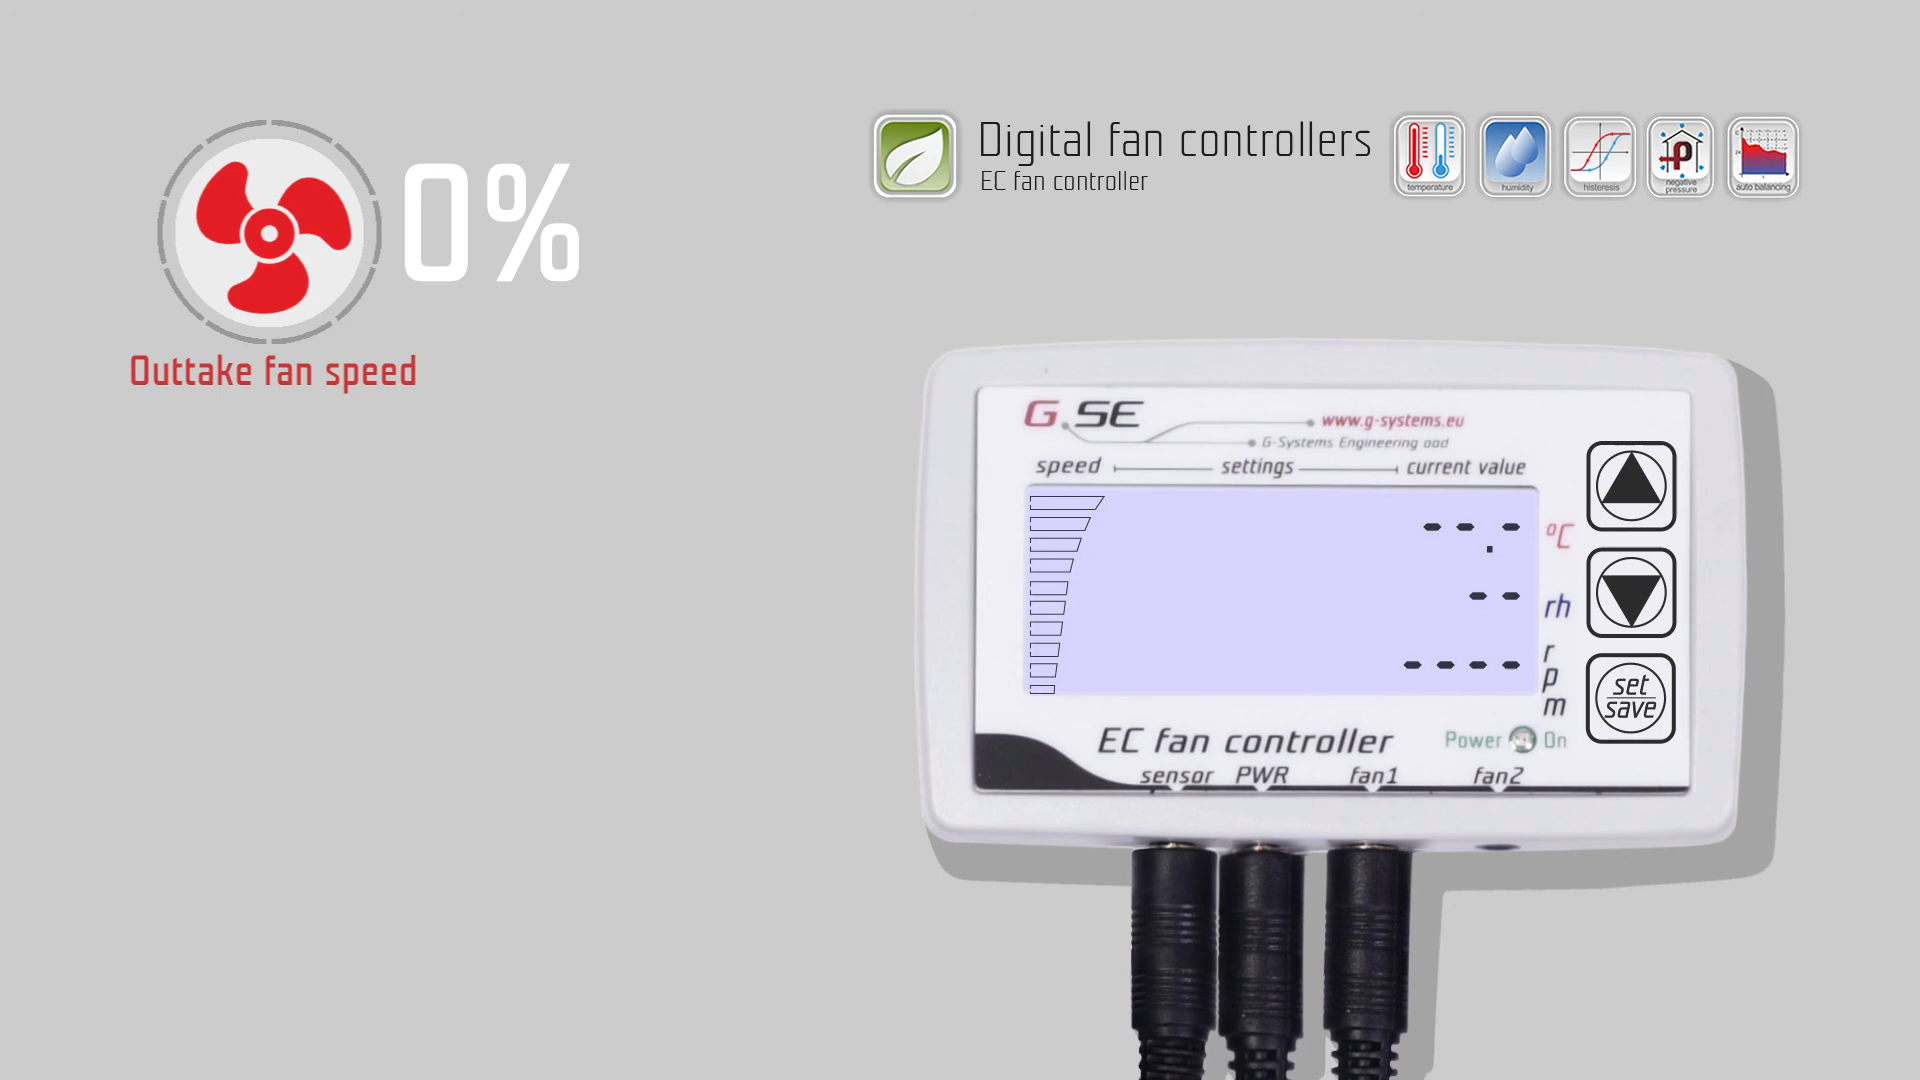 0%
Outtake fan speed
Digital fan controllers
EC fan controller
temperature
humidity
histeresis
negative
pressure
auto balancing
G.SE
www.g-systems.eu
G-Systems Engineering ood
speed settings current value
--.- °C
-- rh
---- rpm
set
save
EC fan controller
Power On
sensor PWR fan1 fan2